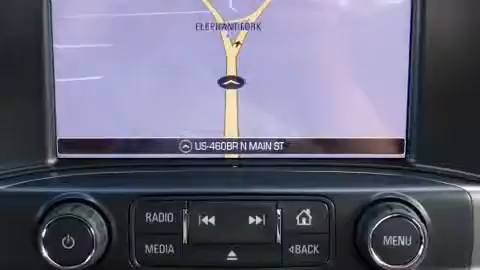 ELEPHANT FORK
US-460BR N MAIN ST
RADIO
MEDIA
BACK
MENU